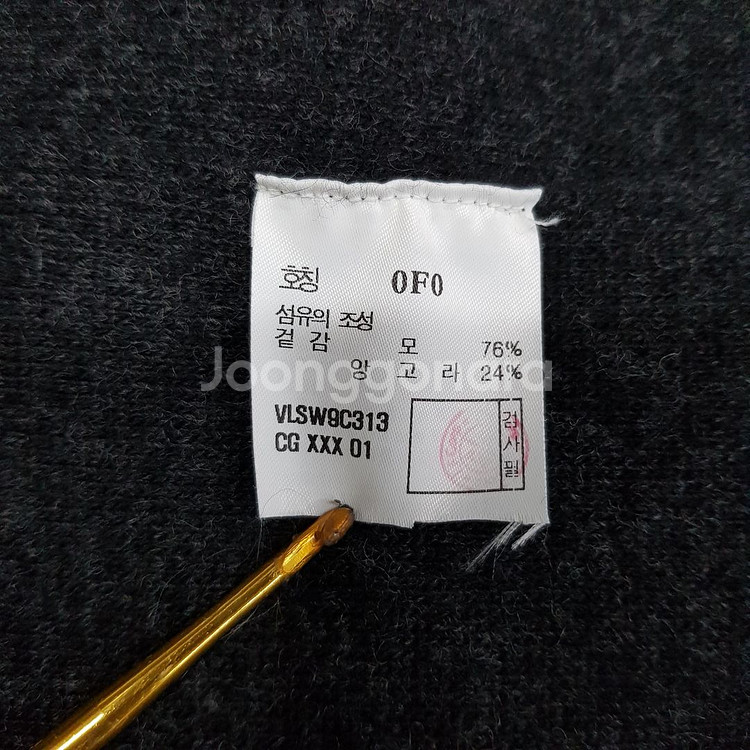 호칭 0F0
섬유의 조성
겉 감 모 76%
앙 고 라 24%
Joonggonara
VLSW9C313
CG XXX 01
검사필